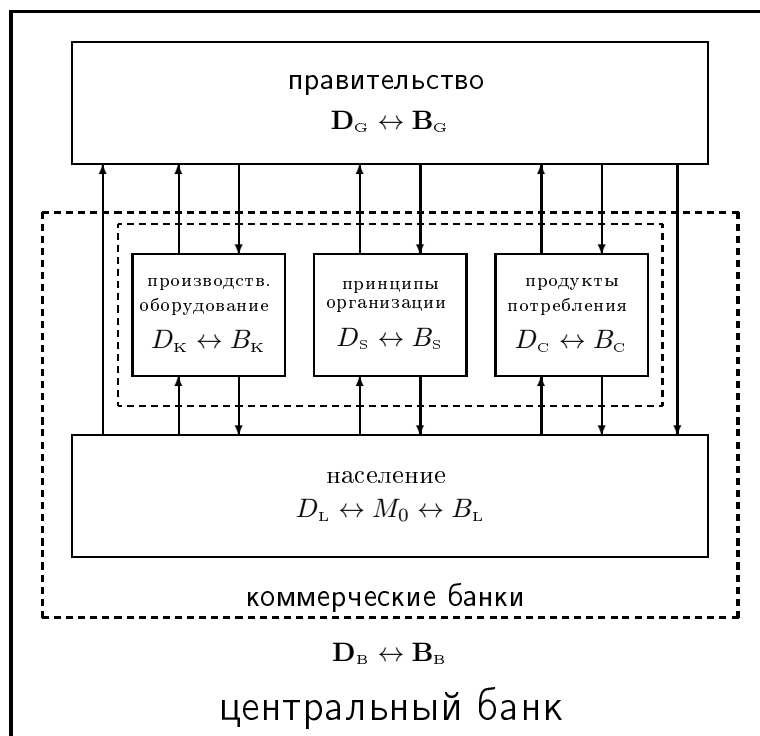 правительство
D_G ↔ B_G
производств.
оборудование
D_K ↔ B_K
принципы
организации
D_S ↔ B_S
продукты
потребления
D_C ↔ B_C
население
D_L ↔ M_0 ↔ B_L
коммерческие банки
D_B ↔ B_B
центральный банк